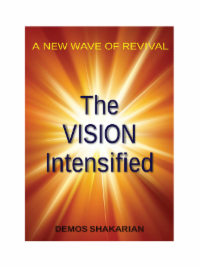 A NEW WAVE OF REVIVAL
The
VISION
Intensified
DEMOS SHAKARIAN